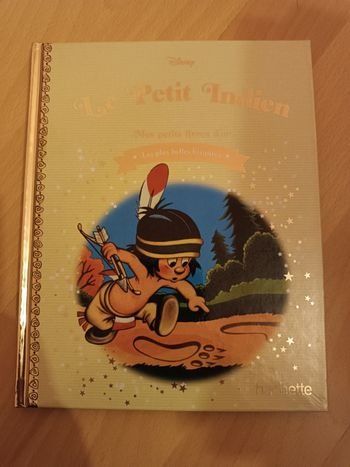 Disney
Le Petit Indien
Mes petits livres d'or
Les plus belles histoires
hachette